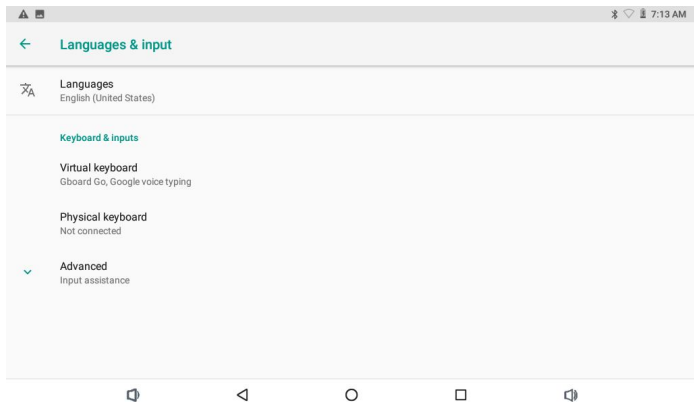 7:13 AM
Languages & input
Languages
English (United States)
Keyboard & inputs
Virtual keyboard
Gboard Go, Google voice typing
Physical keyboard
Not connected
Advanced
Input assistance